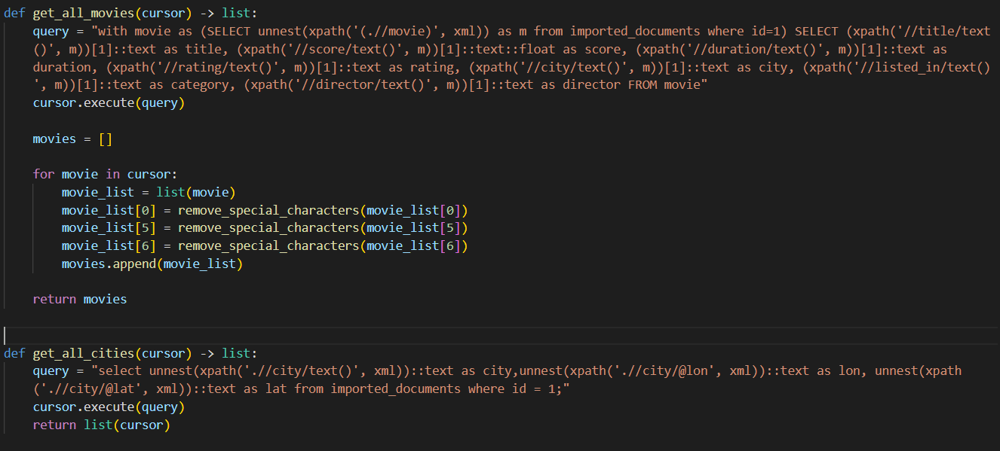 def get_all_movies(cursor) -> list:
    query = "with movie as (SELECT unnest(xpath('(.//movie)', xml)) as m from imported_documents where id=1) SELECT (xpath('//title/text
    ()', m))[1]::text as title, (xpath('//score/text()', m))[1]::text::float as score, (xpath('//duration/text()', m))[1]::text as
    duration, (xpath('//rating/text()', m))[1]::text as rating, (xpath('//city/text()', m))[1]::text as city, (xpath('//listed_in/text()
    ', m))[1]::text as category, (xpath('//director/text()', m))[1]::text as director FROM movie"
    cursor.execute(query)

    movies = []

    for movie in cursor:
        movie_list = list(movie)
        movie_list[0] = remove_special_characters(movie_list[0])
        movie_list[5] = remove_special_characters(movie_list[5])
        movie_list[6] = remove_special_characters(movie_list[6])
        movies.append(movie_list)

    return movies


def get_all_cities(cursor) -> list:
    query = "select unnest(xpath('.//city/text()', xml))::text as city,unnest(xpath('.//city/@lon', xml))::text as lon, unnest(xpath
    ('.//city/@lat', xml))::text as lat from imported_documents where id = 1;"
    cursor.execute(query)
    return list(cursor)